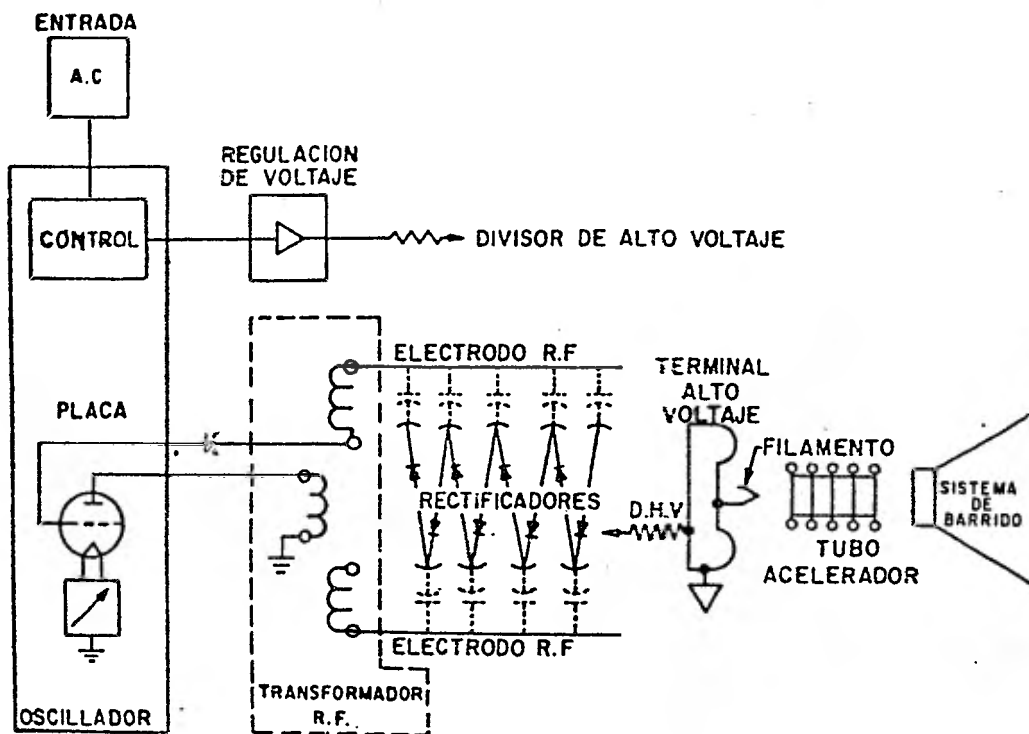 ENTRADA
A.C
REGULACION
DE VOLTAJE
CONTROL
DIVISOR DE ALTO VOLTAJE
ELECTRODO R.F
TERMINAL
ALTO
VOLTAJE
PLACA
FILAMENTO
RECTIFICADORES
D.H.V.
SISTEMA
DE
BARRIDO
TUBO
ACELERADOR
ELECTRODO R.F
TRANSFORMADOR
R.F.
OSCILLADOR